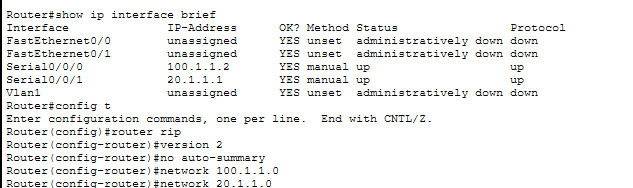 Router#show ip interface brief
Interface IP-Address OK? Method Status Protocol
FastEthernet0/0 unassigned YES unset administratively down down
FastEthernet0/1 unassigned YES unset administratively down down
Serial0/0/0 100.1.1.2 YES manual up up
Serial0/0/1 20.1.1.1 YES manual up up
Vlan1 unassigned YES unset administratively down down
Router#config t
Enter configuration commands, one per line. End with CNTL/Z.
Router(config)#router rip
Router(config-router)#version 2
Router(config-router)#no auto-summary
Router(config-router)#network 100.1.1.0
Router(config-router)#network 20.1.1.0